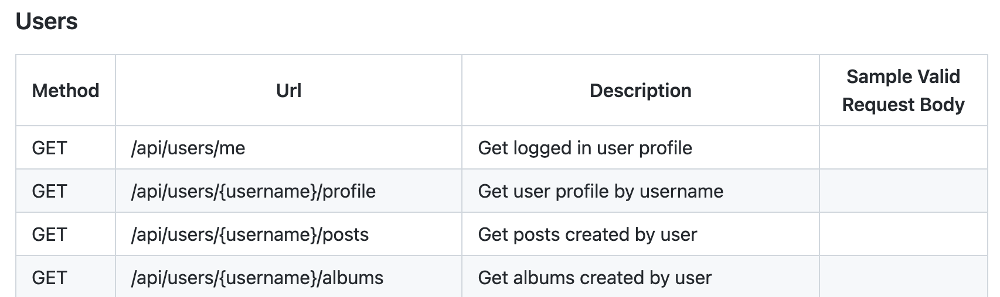 Users
Method Url Description Sample Valid Request Body
GET /api/users/me Get logged in user profile
GET /api/users/{username}/profile Get user profile by username
GET /api/users/{username}/posts Get posts created by user
GET /api/users/{username}/albums Get albums created by user